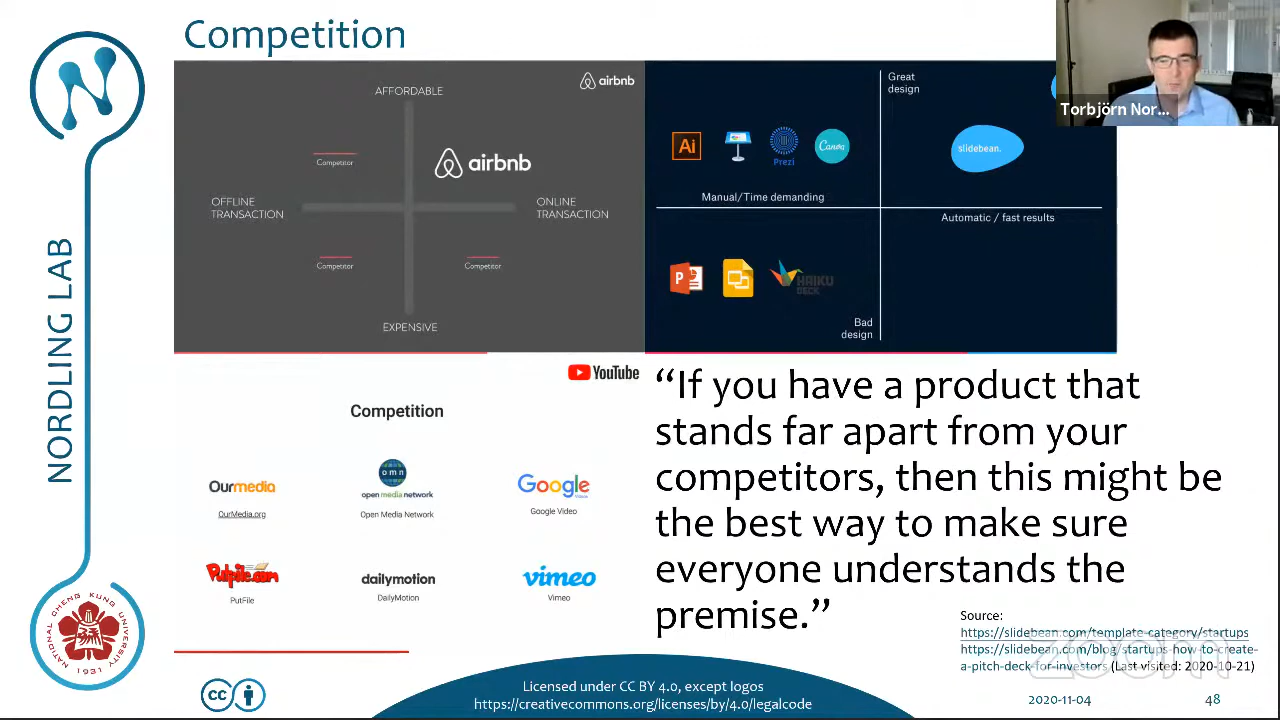 Competition
Torbjörn Nor...
NORDLING LAB
NATIONAL CHENG KUNG UNIVERSITY
1931
airbnb
AFFORDABLE
Competitor
airbnb
OFFLINE
TRANSACTION
ONLINE
TRANSACTION
Competitor
Competitor
EXPENSIVE
Great
design
Ai
Prezi
Canva
slidebean.
Manual/Time demanding
Automatic / fast results
P
HAIKU
DECK
Bad
design
YouTube
Competition
Ourmedia
OurMedia.org
omn
open media network
Open Media Network
Google
Google Video
Putfile.com
PutFile
dailymotion
DailyMotion
vimeo
Vimeo
“If you have a product that
stands far apart from your
competitors, then this might be
the best way to make sure
everyone understands the
premise.”
Source:
https://slidebean.com/template-category/startups
https://slidebean.com/blog/startups-how-to-create-
a-pitch-deck-for-investors (Last visited: 2020-10-21)
zoom
cc
Licensed under CC BY 4.0, except logos
https://creativecommons.org/licenses/by/4.0/legalcode
2020-11-04
48